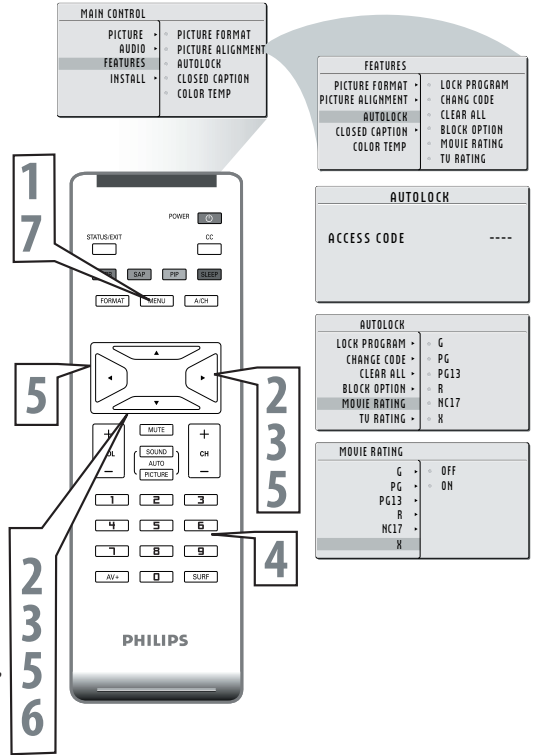 MAIN CONTROL
PICTURE
AUDIO
FEATURES
INSTALL
PICTURE FORMAT
PICTURE ALIGNMENT
AUTOLOCK
CLOSED CAPTION
COLOR TEMP
FEATURES
PICTURE FORMAT
PICTURE ALIGNMENT
AUTOLOCK
CLOSED CAPTION
COLOR TEMP
LOCK PROGRAM
CHANG CODE
CLEAR ALL
BLOCK OPTION
MOVIE RATING
TV RATING
AUTOLOCK
ACCESS CODE ----
AUTOLOCK
LOCK PROGRAM
CHANGE CODE
CLEAR ALL
BLOCK OPTION
MOVIE RATING
TV RATING
G
PG
PG13
R
NC17
X
MOVIE RATING
G
PG
PG13
R
NC17
X
OFF
ON
1
7
POWER
STATUS/EXIT
CC
SAP
PIP
SLEEP
FORMAT
MENU
A/CH
5
2
3
5
MUTE
+
–
SOUND
AUTO
PICTURE
+
CH
–
1 2 3
4 5 6
7 8 9
AV+ 0 SURF
4
2
3
5
6
PHILIPS